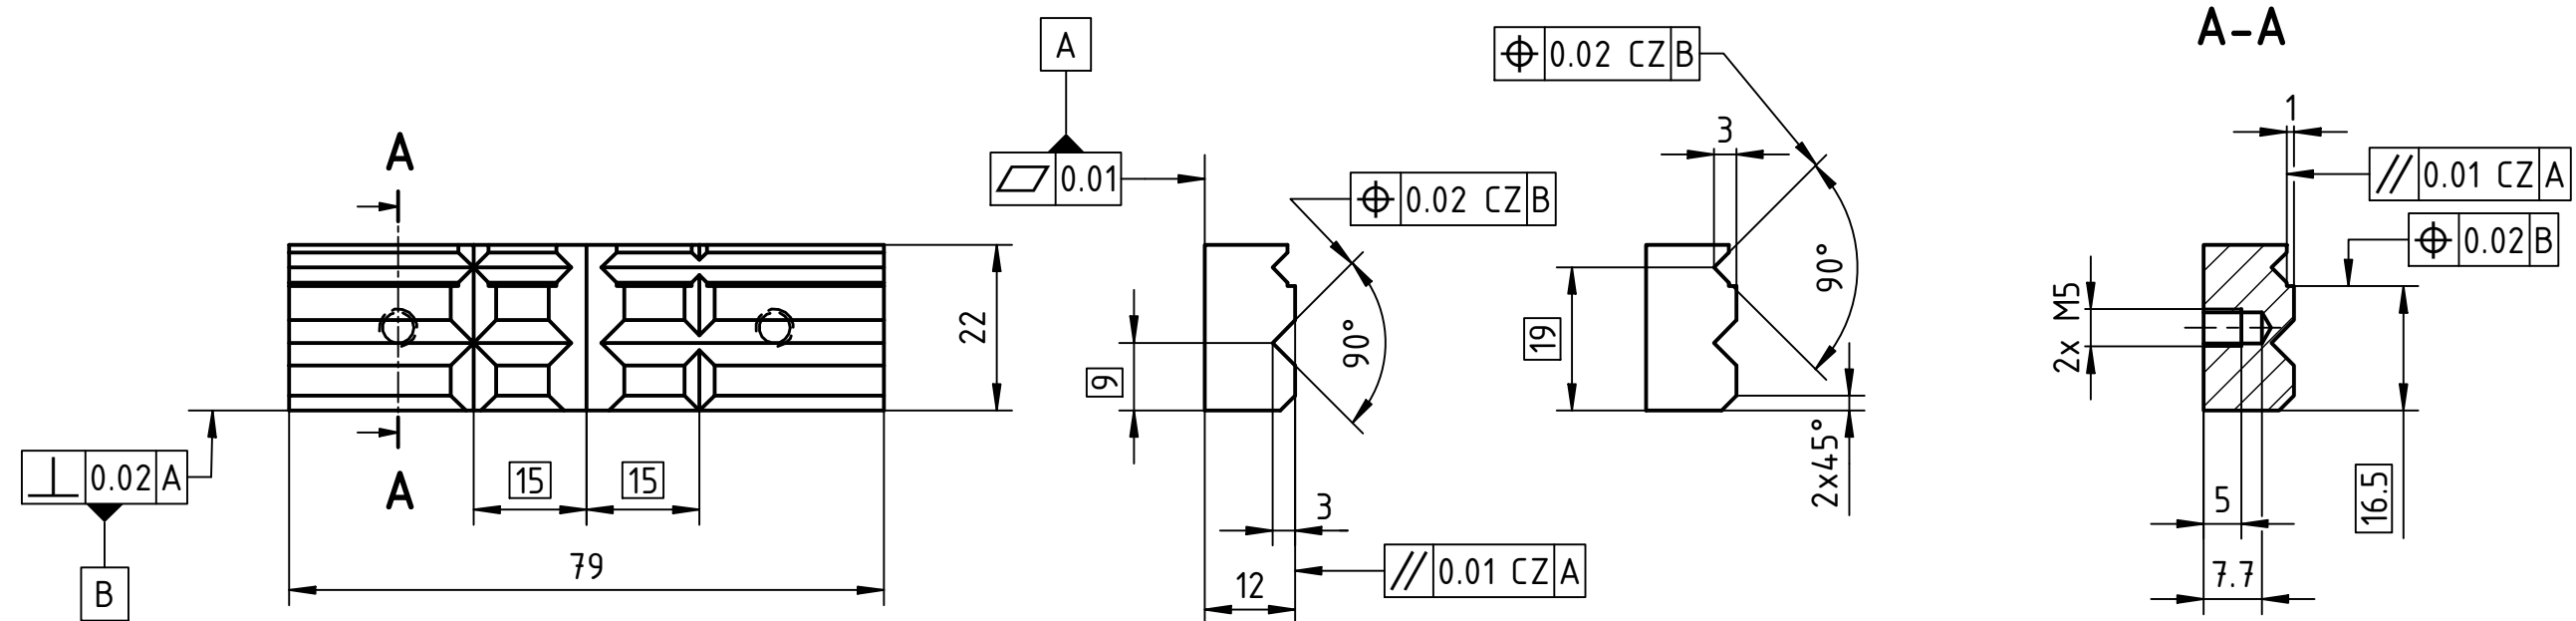 A-A
A
⌖ 0.02 CZ B
1
3
A
⏥ 0.01
// 0.01 CZ A
⌖ 0.02 CZ B
⌖ 0.02 B
90°
90°
22
2x M5
19
9
A
⊥ 0.02 A
15
15
2x45°
16.5
5
3
79
// 0.01 CZ A
12
7.7
B